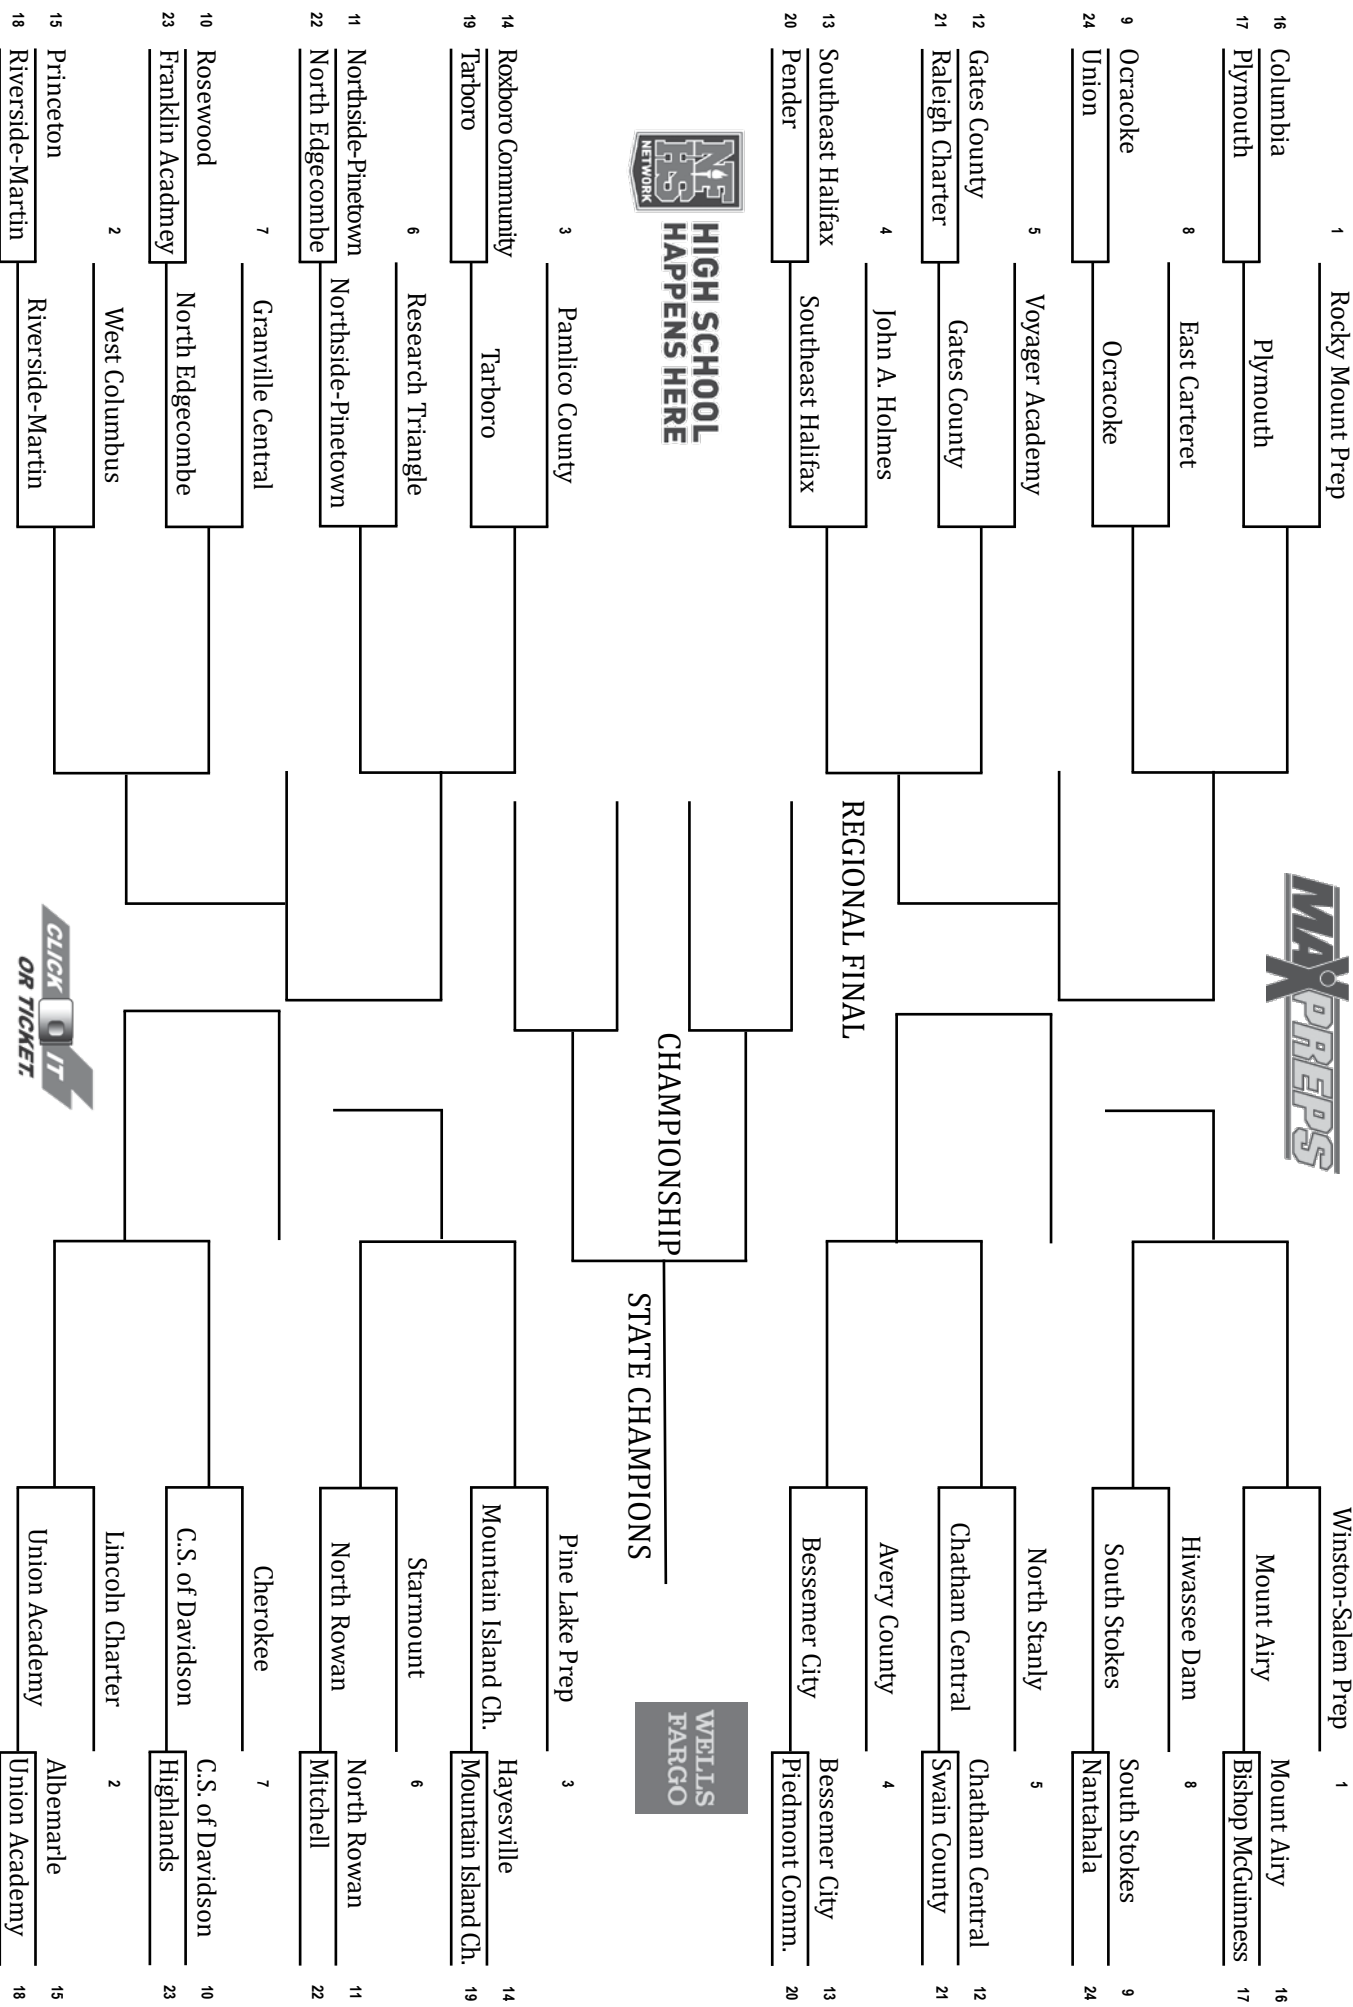 MAXPREPS
1
Rocky Mount Prep
16 Columbia
17 Plymouth
Plymouth
8
East Carteret
9 Ocracoke
24 Union
Ocracoke
5
Voyager Academy
12 Gates County
21 Raleigh Charter
Gates County
4
John A. Holmes
13 Southeast Halifax
20 Pender
Southeast Halifax
NFHS
NETWORK
HIGH SCHOOL
HAPPENS HERE
3
Pamlico County
14 Roxboro Community
19 Tarboro
Tarboro
6
Research Triangle
11 Northside-Pinetown
22 North Edgecombe
Northside-Pinetown
7
Granville Central
10 Rosewood
23 Franklin Acadmey
North Edgecombe
2
West Columbus
15 Princeton
18 Riverside-Martin
Riverside-Martin
REGIONAL FINAL
CHAMPIONSHIP
STATE CHAMPIONS
CLICK IT
OR TICKET.
Winston-Salem Prep
1
Mount Airy 16
Bishop McGuinness 17
Mount Airy
Hiwassee Dam
8
South Stokes 9
Nantahala 24
South Stokes
North Stanly
5
Chatham Central 12
Swain County 21
Chatham Central
Avery County
4
Bessemer City 13
Piedmont Comm. 20
Bessemer City
WELLS
FARGO
Pine Lake Prep
3
Hayesville 14
Mountain Island Ch. 19
Mountain Island Ch.
Starmount
6
North Rowan 11
Mitchell 22
North Rowan
Cherokee
7
C.S. of Davidson 10
Highlands 23
C.S. of Davidson
Lincoln Charter
2
Albemarle 15
Union Academy 18
Union Academy